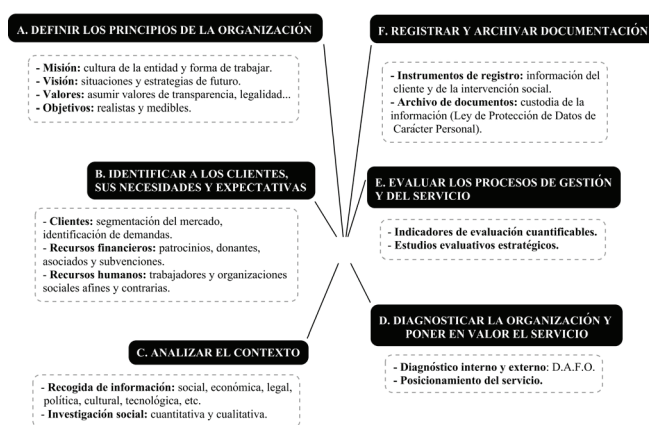 A. DEFINIR LOS PRINCIPIOS DE LA ORGANIZACIÓN
- Misión: cultura de la entidad y forma de trabajar.
- Visión: situaciones y estrategias de futuro.
- Valores: asumir valores de transparencia, legalidad...
- Objetivos: realistas y medibles.
B. IDENTIFICAR A LOS CLIENTES,
SUS NECESIDADES Y EXPECTATIVAS
- Clientes: segmentación del mercado,
identificación de demandas.
- Recursos financieros: patrocinios, donantes,
asociados y subvenciones.
- Recursos humanos: trabajadores y organizaciones
sociales afines y contrarias.
C. ANALIZAR EL CONTEXTO
- Recogida de información: social, económica, legal,
política, cultural, tecnológica, etc.
- Investigación social: cuantitativa y cualitativa.
F. REGISTRAR Y ARCHIVAR DOCUMENTACIÓN
- Instrumentos de registro: información del
cliente y de la intervención social.
- Archivo de documentos: custodia de la
información (Ley de Protección de Datos de
Carácter Personal).
E. EVALUAR LOS PROCESOS DE GESTIÓN
Y DEL SERVICIO
- Indicadores de evaluación cuantificables.
- Estudios evaluativos estratégicos.
D. DIAGNOSTICAR LA ORGANIZACIÓN Y
PONER EN VALOR EL SERVICIO
- Diagnóstico interno y externo: D.A.F.O.
- Posicionamiento del servicio.